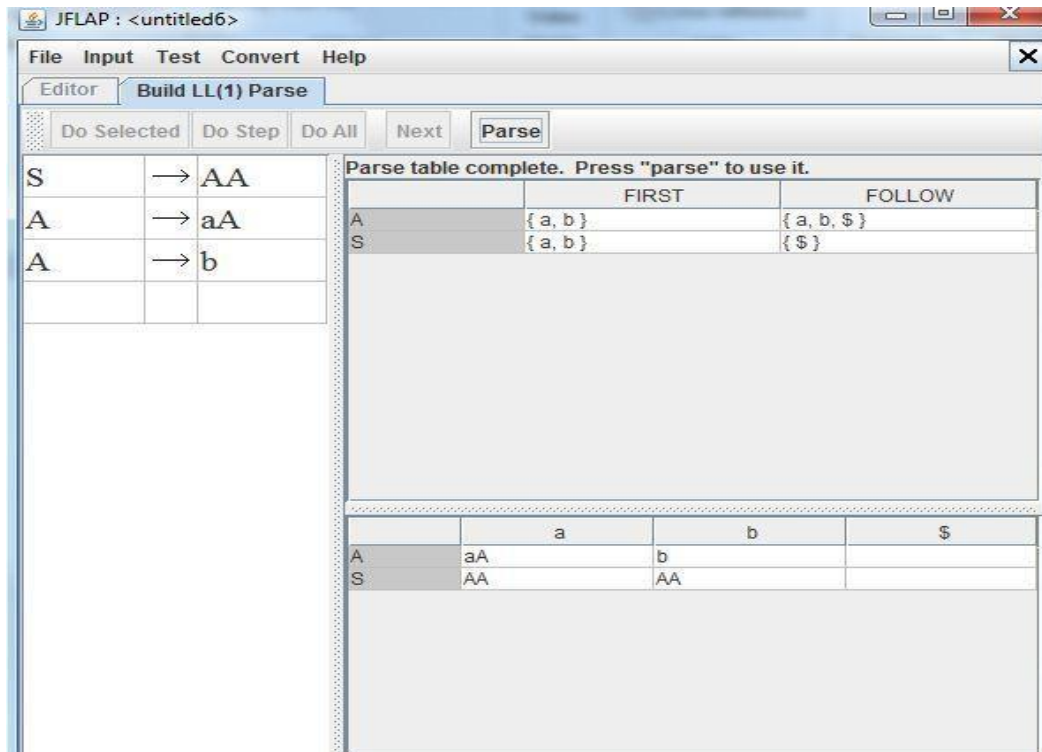 JFLAP : <untitled6>
File Input Test Convert Help
Editor Build LL(1) Parse
Do Selected Do Step Do All Next Parse
S → AA
A → aA
A → b
Parse table complete. Press "parse" to use it.
FIRST FOLLOW
A { a, b } { a, b, $ }
S { a, b } { $ }
a b $
A aA b
S AA AA